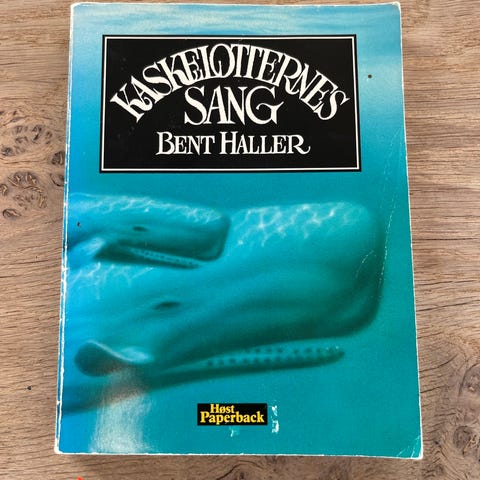 KASKELOTTERNES
SANG
BENT HALLER
Høst
Paperback